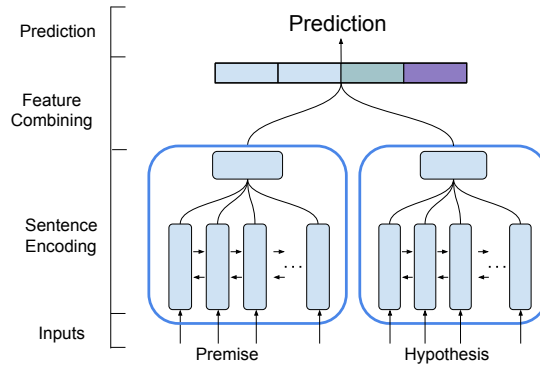 Prediction
Prediction
Feature
Combining
Sentence
Encoding
. . .
. . .
Inputs
Premise
Hypothesis